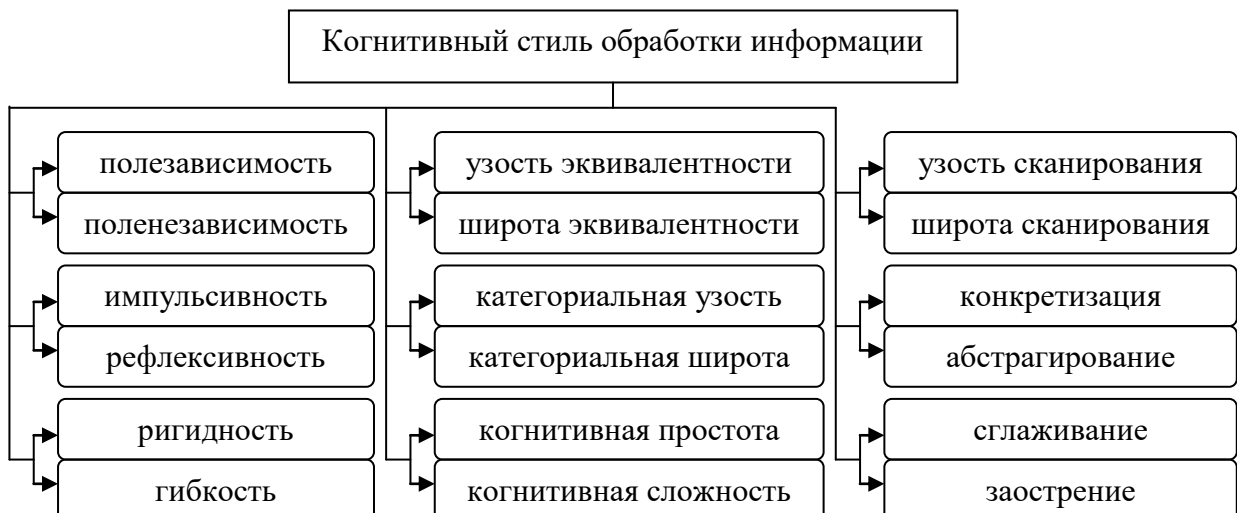 Когнитивный стиль обработки информации
полезависимость
поленезависимость
импульсивность
рефлексивность
ригидность
гибкость
узость эквивалентности
широта эквивалентности
категориальная узость
категориальная широта
когнитивная простота
когнитивная сложность
узость сканирования
широта сканирования
конкретизация
абстрагирование
сглаживание
заострение